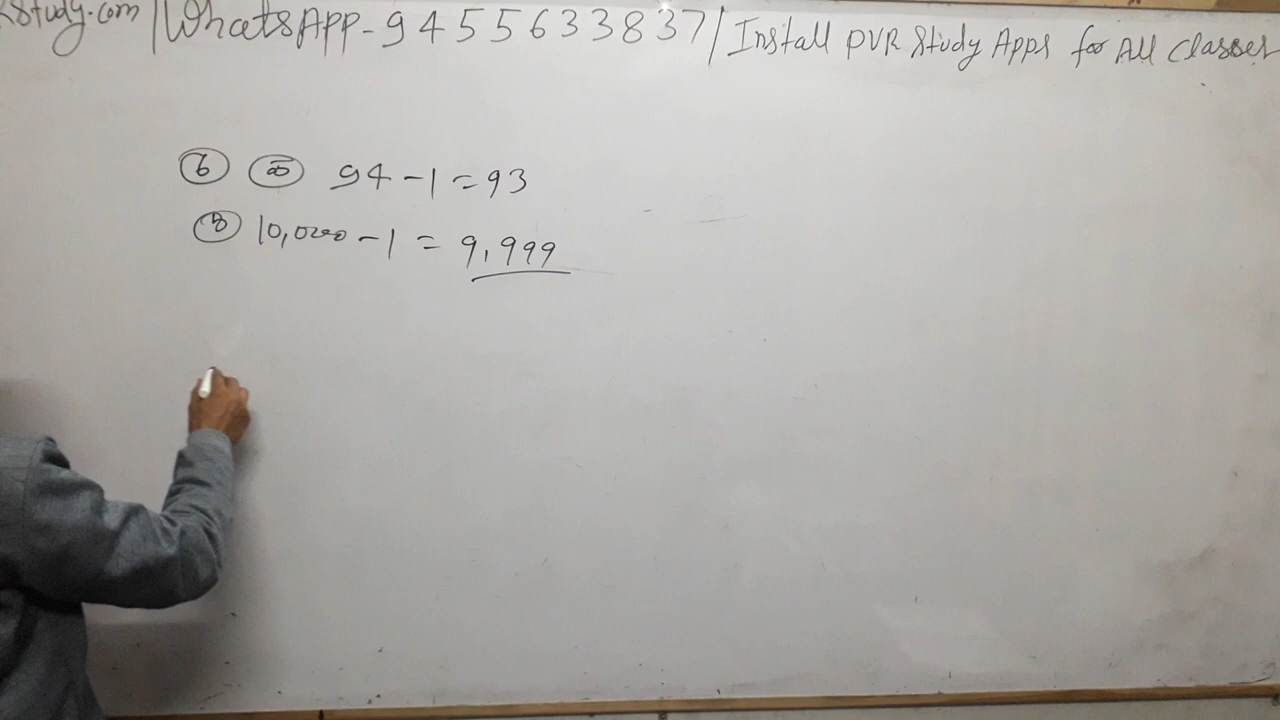 Study.com | WhatsApp-9455633837 | Install PVR Study Apps for All Classes
6 क 94-1=93
10,000-1 = 9,999